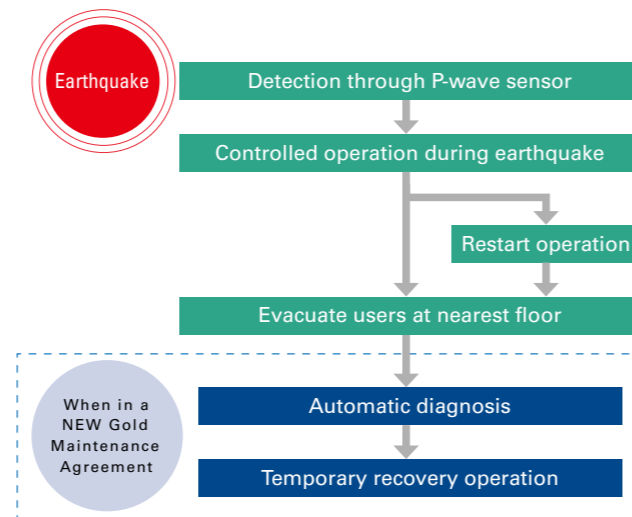 Earthquake
Detection through P-wave sensor
Controlled operation during earthquake
Restart operation
Evacuate users at nearest floor
When in a
NEW Gold
Maintenance
Agreement
Automatic diagnosis
Temporary recovery operation